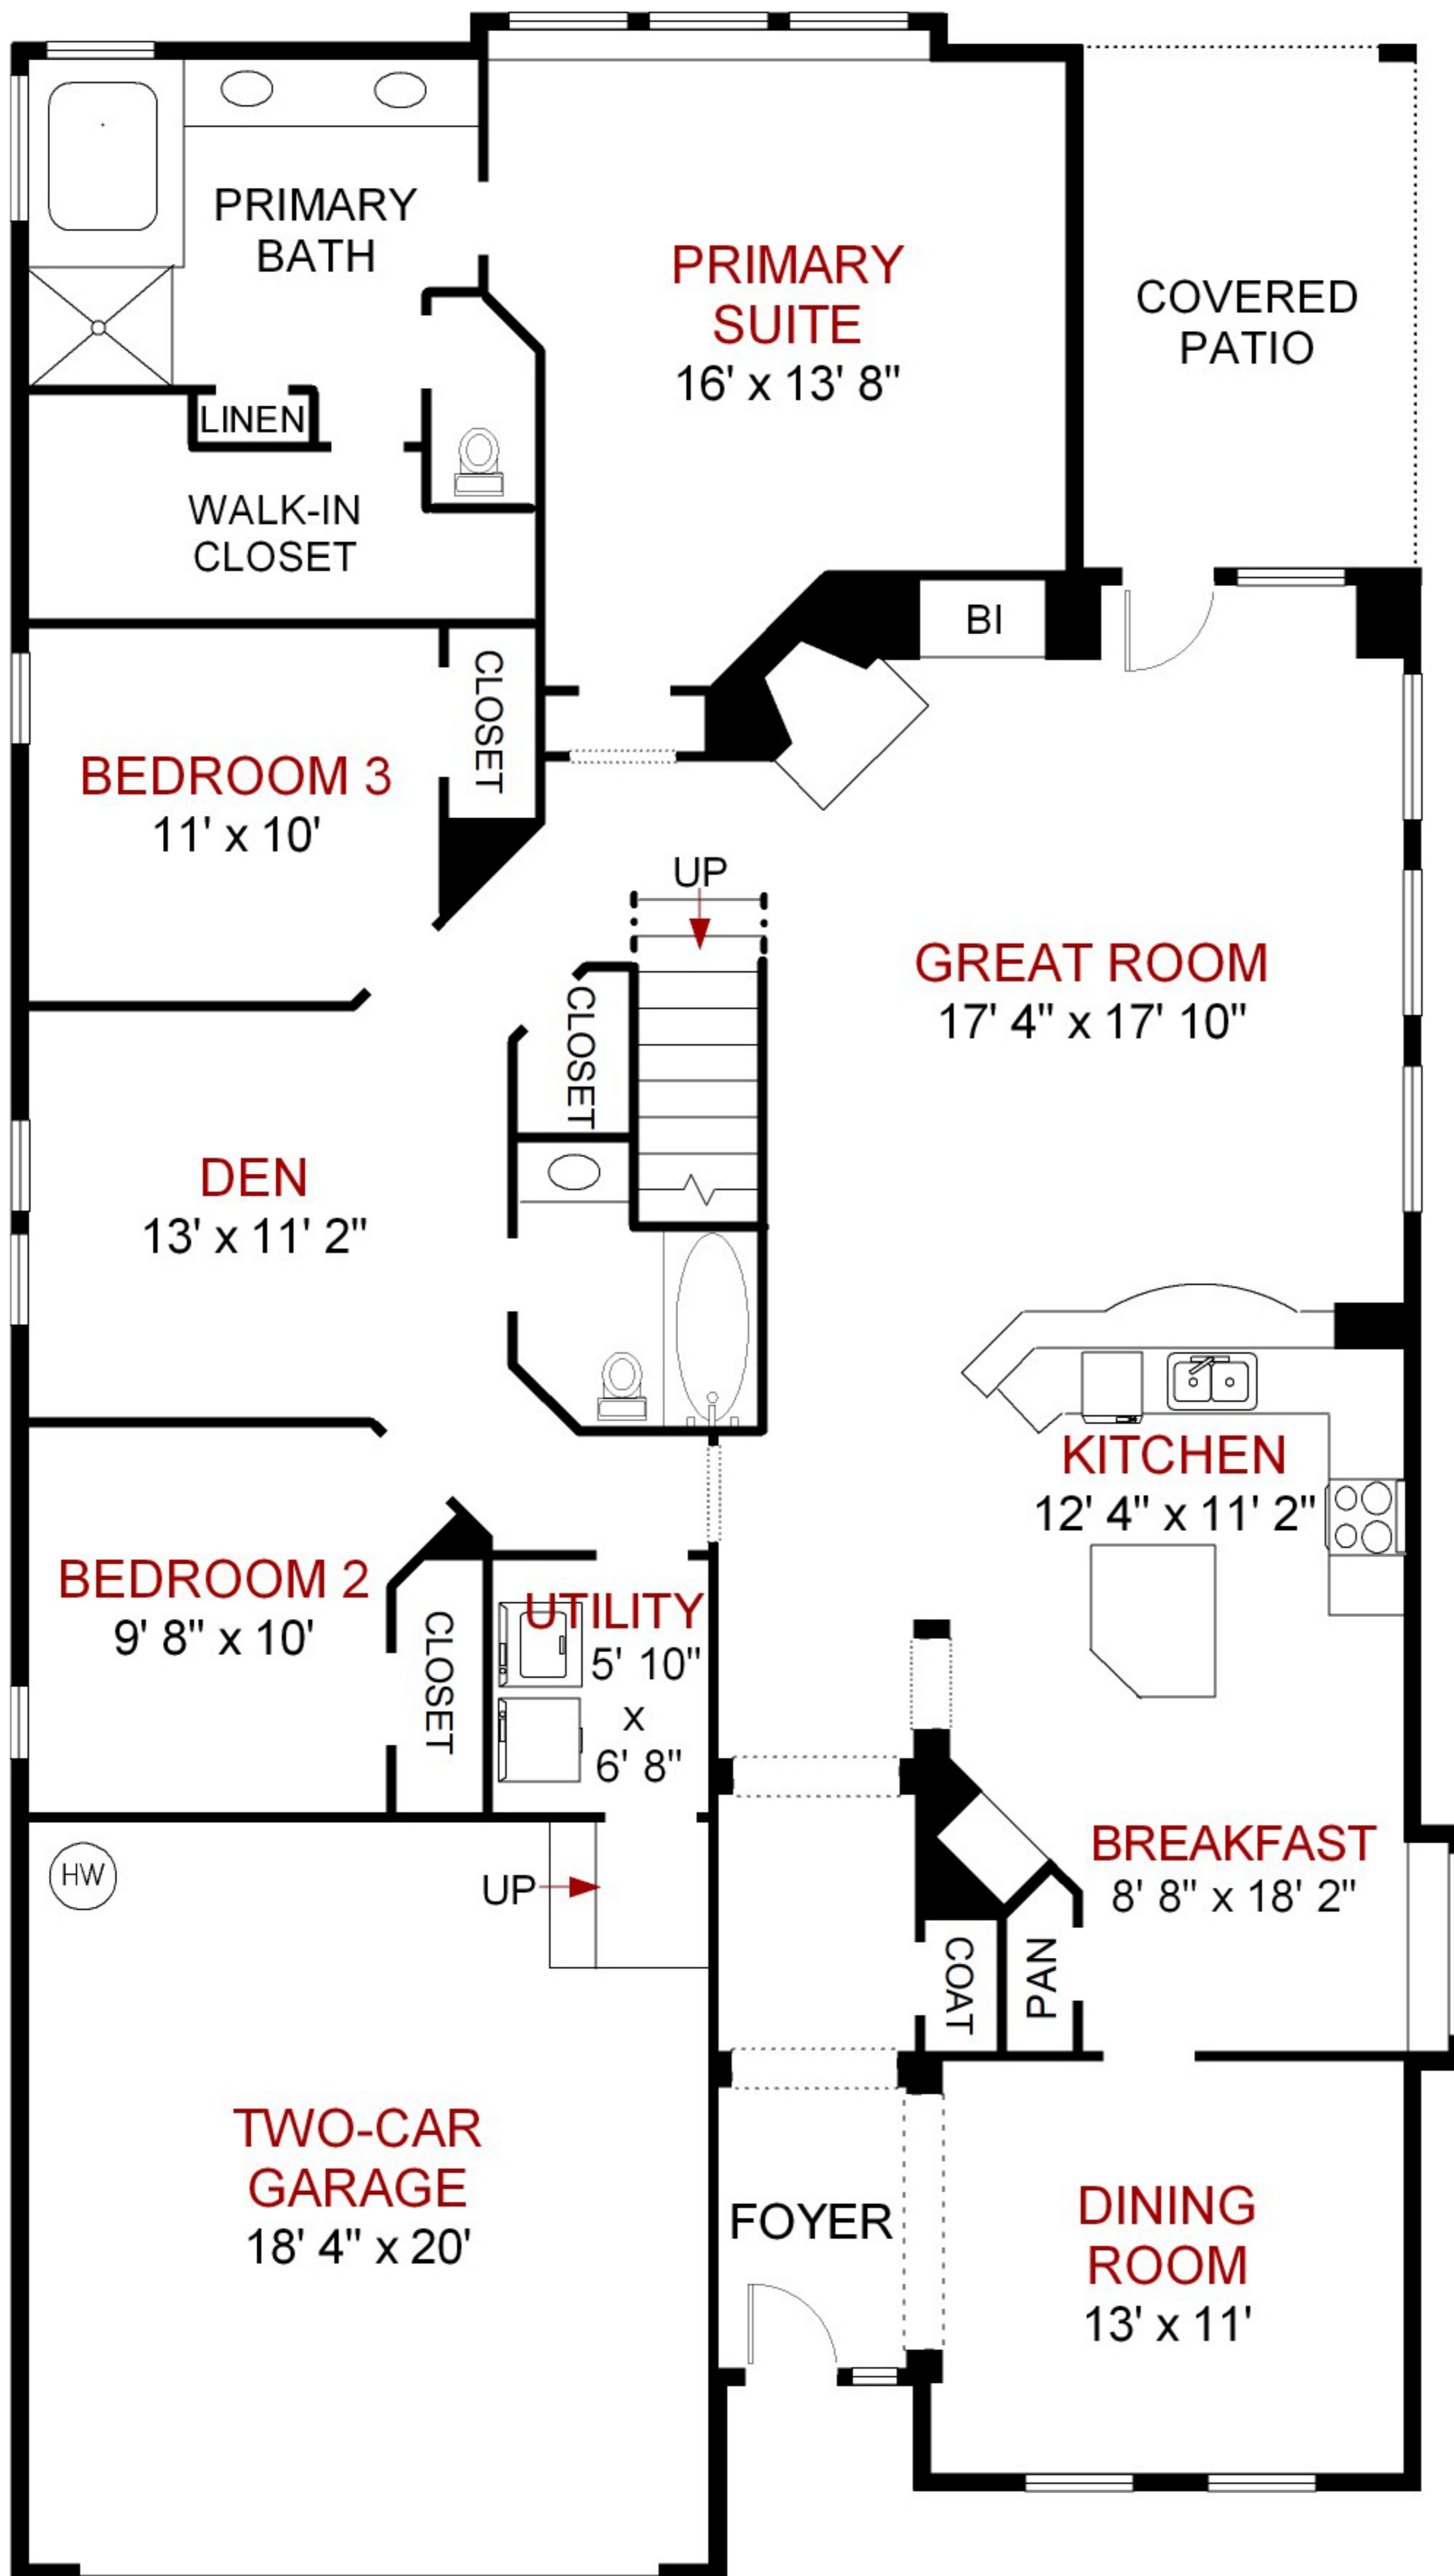 PRIMARY
BATH
PRIMARY
SUITE
16' x 13' 8"
COVERED
PATIO
LINEN
WALK-IN
CLOSET
BI
CLOSET
BEDROOM 3
11' x 10'
UP
GREAT ROOM
17' 4" x 17' 10"
CLOSET
DEN
13' x 11' 2"
KITCHEN
12' 4" x 11' 2"
BEDROOM 2
9' 8" x 10'
CLOSET
UTILITY
5' 10"
x
6' 8"
HW
UP
BREAKFAST
8' 8" x 18' 2"
COAT
PAN
TWO-CAR
GARAGE
18' 4" x 20'
FOYER
DINING
ROOM
13' x 11'